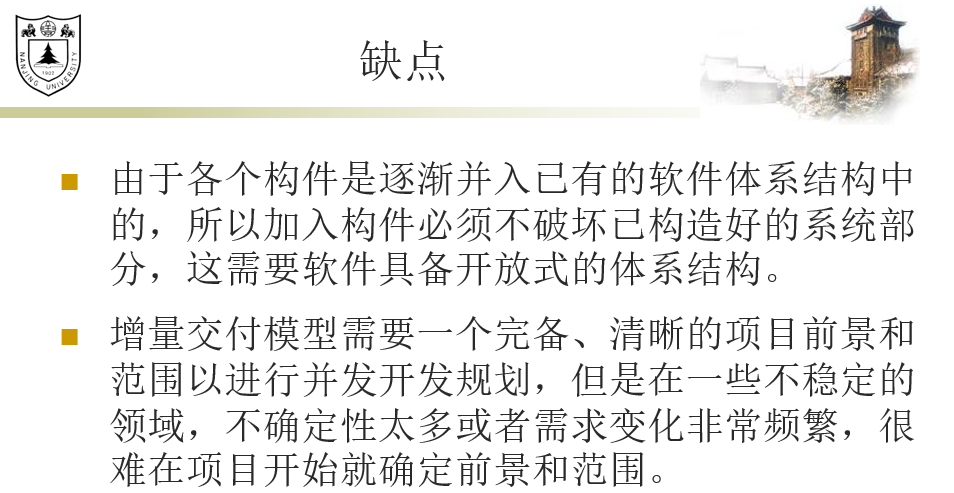 NANJING UNIVERSITY
1902
缺点
由于各个构件是逐渐并入已有的软件体系结构中
的，所以加入构件必须不破坏已构造好的系统部
分，这需要软件具备开放式的体系结构。
增量交付模型需要一个完备、清晰的项目前景和
范围以进行并发开发规划，但是在一些不稳定的
领域，不确定性太多或者需求变化非常频繁，很
难在项目开始就确定前景和范围。